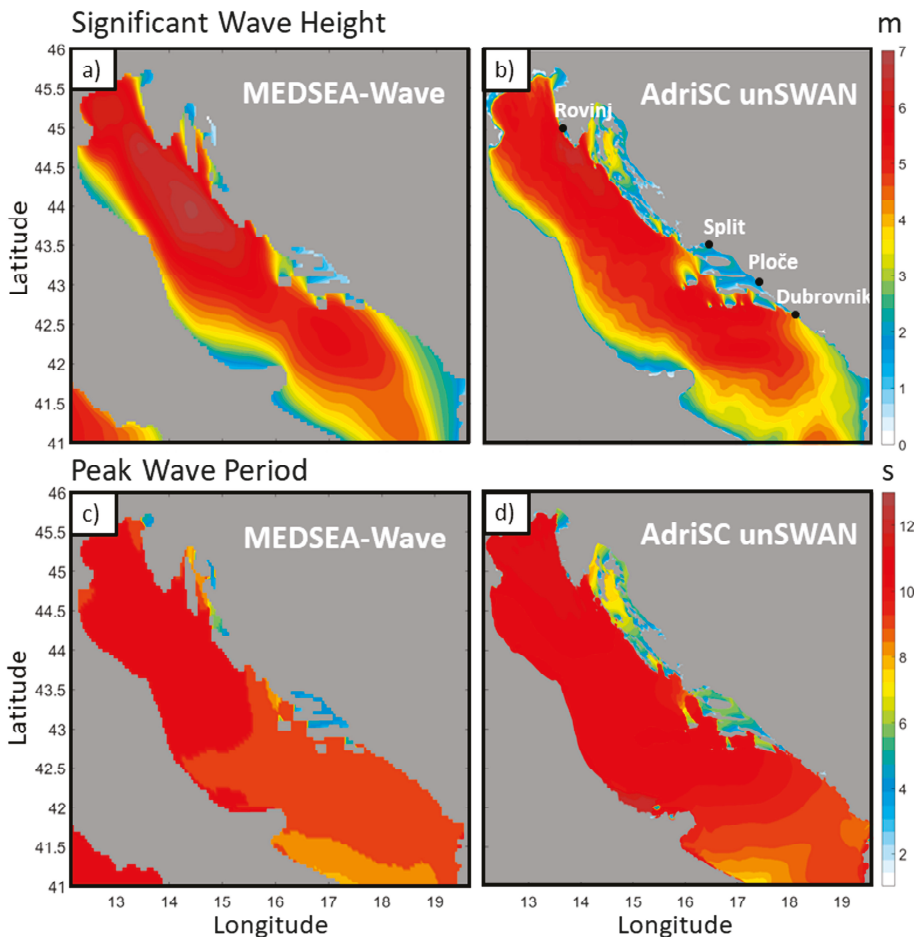 Significant Wave Height
m
46
45.5
45
44.5
44
43.5
43
42.5
42
41.5
41
Latitude
a)
MEDSEA-Wave
b)
AdriSC unSWAN
Rovinj
Split
Ploče
Dubrovnik
7
6
5
4
3
2
1
0
Peak Wave Period
s
46
45.5
45
44.5
44
43.5
43
42.5
42
41.5
41
Latitude
c)
MEDSEA-Wave
d)
AdriSC unSWAN
12
10
8
6
4
2
13 14 15 16 17 18 19
13 14 15 16 17 18 19
Longitude
Longitude